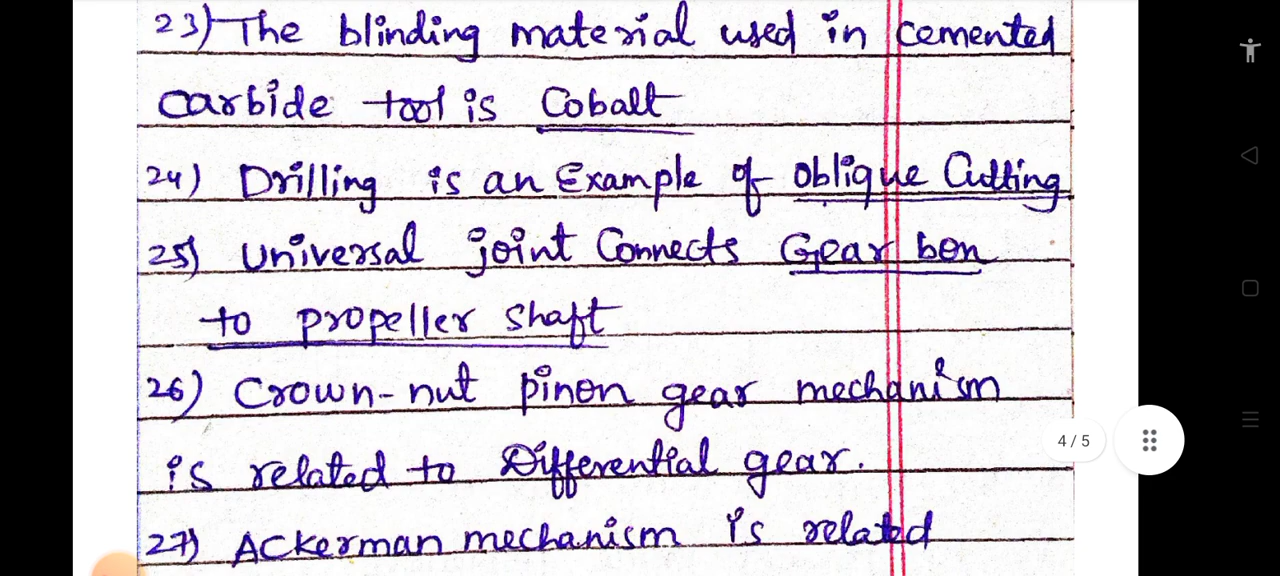 23) The blinding material used in cemented
carbide tool is Cobalt
24) Drilling is an Example of oblique Cutting
25) Universal joint Connects Gear box
to propeller shaft
26) Crown-nut pinon gear mechanism
is related to Differential gear.
4 / 5
27) Ackerman mechanism is related